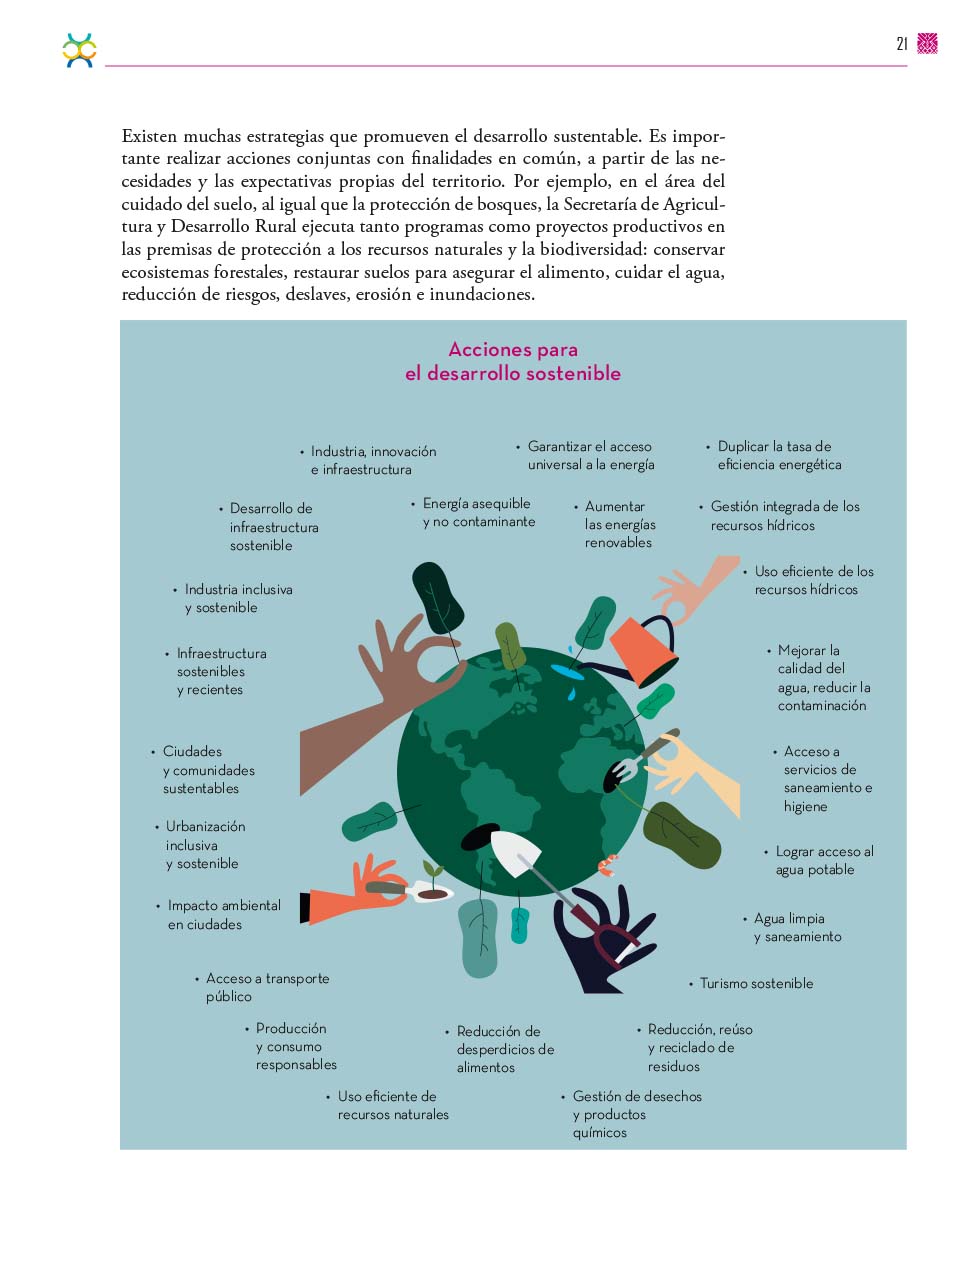 21
Existen muchas estrategias que promueven el desarrollo sustentable. Es impor-
tante realizar acciones conjuntas con finalidades en común, a partir de las ne-
cesidades y las expectativas propias del territorio. Por ejemplo, en el área del
cuidado del suelo, al igual que la protección de bosques, la Secretaría de Agricul-
tura y Desarrollo Rural ejecuta tanto programas como proyectos productivos en
las premisas de protección a los recursos naturales y la biodiversidad: conservar
ecosistemas forestales, restaurar suelos para asegurar el alimento, cuidar el agua,
reducción de riesgos, deslaves, erosión e inundaciones.
Acciones para
el desarrollo sostenible
• Industria, innovación
e infraestructura
• Garantizar el acceso
universal a la energía
• Duplicar la tasa de
eficiencia energética
• Desarrollo de
infraestructura
sostenible
• Energía asequible
y no contaminante
• Aumentar
las energías
renovables
• Gestión integrada de los
recursos hídricos
• Industria inclusiva
y sostenible
• Uso eficiente de los
recursos hídricos
• Infraestructura
sostenibles
y recientes
• Mejorar la
calidad del
agua, reducir la
contaminación
• Ciudades
y comunidades
sustentables
• Acceso a
servicios de
saneamiento e
higiene
• Urbanización
inclusiva
y sostenible
• Lograr acceso al
agua potable
• Impacto ambiental
en ciudades
• Agua limpia
y saneamiento
• Acceso a transporte
público
• Turismo sostenible
• Producción
y consumo
responsables
• Reducción de
desperdicios de
alimentos
• Reducción, reúso
y reciclado de
residuos
• Uso eficiente de
recursos naturales
• Gestión de desechos
y productos
químicos